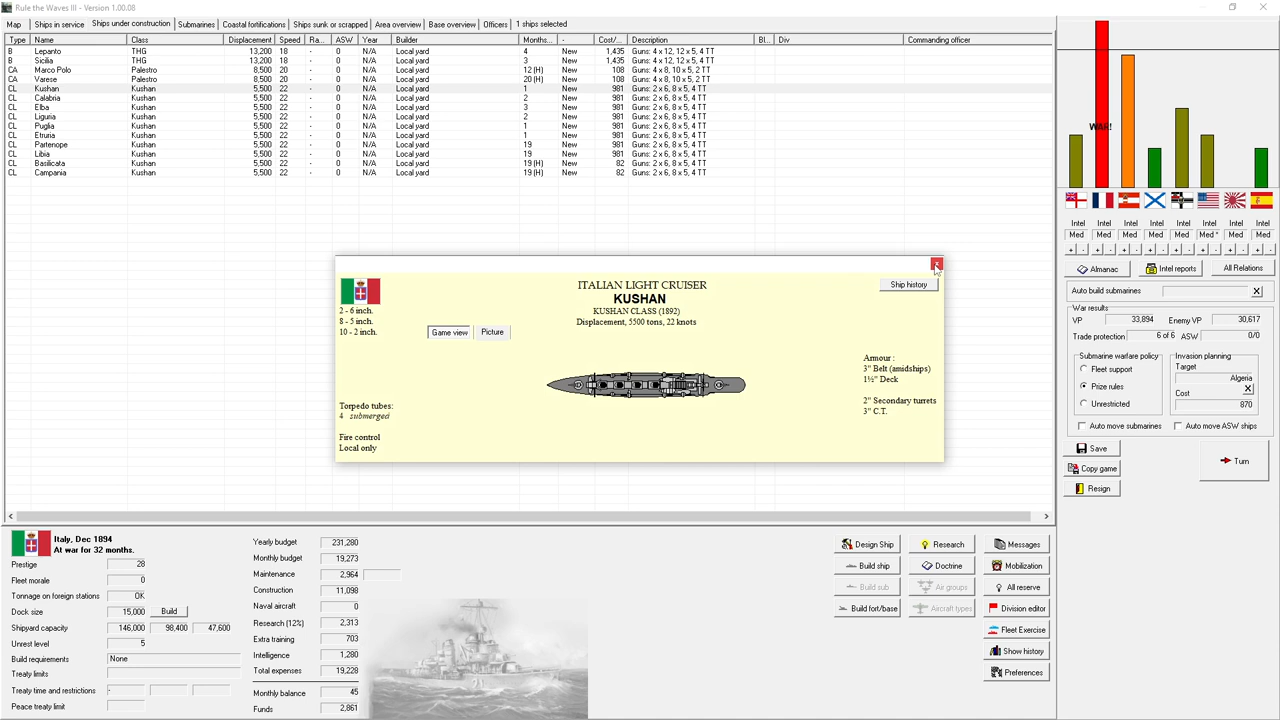 Rule the Waves III - Version 1.00.08
Map Ships in service Ships under construction Submarines Coastal fortifications Ships sunk or scrapped Area overview Base overview Officers 1 ships selected
Type Name Class Displacement Speed Ra... ASW Year Builder Months... - Cost/... Description Bl... Div Commanding officer
B Lepanto THG 13,200 18 - 0 N/A Local yard 4 New 1,435 Guns: 4 x 12, 12 x 5, 4 TT
B Sicilia THG 13,200 18 - 0 N/A Local yard 3 New 1,435 Guns: 4 x 12, 12 x 5, 4 TT
CA Marco Polo Palestro 8,500 20 - 0 N/A Local yard 12 (H) New 108 Guns: 4 x 8, 10 x 5, 2 TT
CA Varese Palestro 8,500 20 - 0 N/A Local yard 20 (H) New 108 Guns: 4 x 8, 10 x 5, 2 TT
CL Kushan Kushan 5,500 22 - 0 N/A Local yard 1 New 981 Guns: 2 x 6, 8 x 5, 4 TT
CL Calabria Kushan 5,500 22 - 0 N/A Local yard 2 New 981 Guns: 2 x 6, 8 x 5, 4 TT
CL Elba Kushan 5,500 22 - 0 N/A Local yard 3 New 981 Guns: 2 x 6, 8 x 5, 4 TT
CL Liguria Kushan 5,500 22 - 0 N/A Local yard 2 New 981 Guns: 2 x 6, 8 x 5, 4 TT
CL Puglia Kushan 5,500 22 - 0 N/A Local yard 1 New 981 Guns: 2 x 6, 8 x 5, 4 TT
CL Etruria Kushan 5,500 22 - 0 N/A Local yard 1 New 981 Guns: 2 x 6, 8 x 5, 4 TT
CL Partenope Kushan 5,500 22 - 0 N/A Local yard 19 New 981 Guns: 2 x 6, 8 x 5, 4 TT
CL Libia Kushan 5,500 22 - 0 N/A Local yard 19 New 981 Guns: 2 x 6, 8 x 5, 4 TT
CL Basilicata Kushan 5,500 22 - 0 N/A Local yard 19 (H) New 82 Guns: 2 x 6, 8 x 5, 4 TT
CL Campania Kushan 5,500 22 - 0 N/A Local yard 19 (H) New 82 Guns: 2 x 6, 8 x 5, 4 TT
ITALIAN LIGHT CRUISER
KUSHAN
KUSHAN CLASS (1892)
Displacement, 5500 tons, 22 knots
Ship history
2 - 6 inch.
8 - 5 inch.
10 - 2 inch.
Game view Picture
Armour :
3" Belt (amidships)
1½" Deck
2" Secondary turrets
3" C.T.
Torpedo tubes:
4 submerged
Fire control
Local only
WAR!
Intel Intel Intel Intel Intel Intel Intel Intel
Med Med Med Med Med Med * Med Med
+ - + - + - + - + - + - + - + -
Almanac Intel reports All Relations
Auto build submarines X
War results
VP 33,894 Enemy VP 30,617
Trade protection 6 of 6 ASW 0/0
Submarine warfare policy
Fleet support
Prize rules
Unrestricted
Invasion planning
Target
Algeria
Cost X
870
Auto move submarines Auto move ASW ships
Save
Copy game
Resign
Turn
Italy, Dec 1894
At war for 32 months.
Prestige 28
Fleet morale 0
Tonnage on foreign stations OK
Dock size 15,000 Build
Shipyard capacity 146,000 98,400 47,600
Unrest level 5
Build requirements None
Treaty limits
Treaty time and restrictions -
Peace treaty limit
Yearly budget 231,280
Monthly budget 19,273
Maintenance 2,964
Construction 11,098
Naval aircraft 0
Research (12%) 2,313
Extra training 703
Intelligence 1,280
Total expenses 19,228
Monthly balance 45
Funds 2,861
Design Ship Research Messages
Build ship Doctrine Mobilization
Build sub Air groups All reserve
Build fort/base Aircraft types Division editor
Fleet Exercise
Show history
Preferences